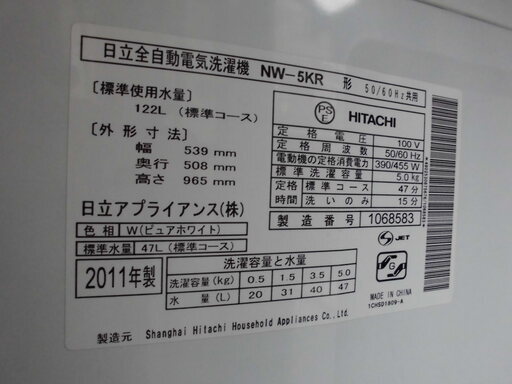 日立全自動電気洗濯機 NW-5KR 形 50/60Hz共用
[標準使用水量]
122L (標準コース)
[外形寸法]
幅 539 mm
奥行 508 mm
高さ 965 mm
日立アプライアンス(株)
色相 W(ピュアホワイト)
標準水量 47L(標準コース)
PS
E
HITACHI
定格電圧 100 V
定格周波数 50/60 Hz
電動機の定格消費電力 390/455 W
標準洗濯容量 5.0 kg
定格 標準コース 47分
時間 洗いのみ 15分
製造番号 1068583
2011年製
洗濯容量と水量
洗濯容量(kg) 0.5 1.5 3.5 5.0
水量(L) 20 31 40 47
S JET
G
MADE IN CHINA
1CHSD1809-A
製造元 Shanghai Hitachi Household Appliances Co., Ltd.